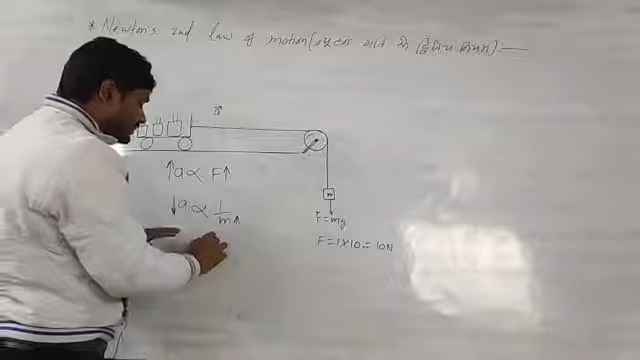 * Newton's 2nd law of motion (न्यूटन गति के द्वितीय नियम) —
a
↑a ∝ F↑
↓a ∝ 1/m↑
m
F = mg
F = 1 × 10 = 10N